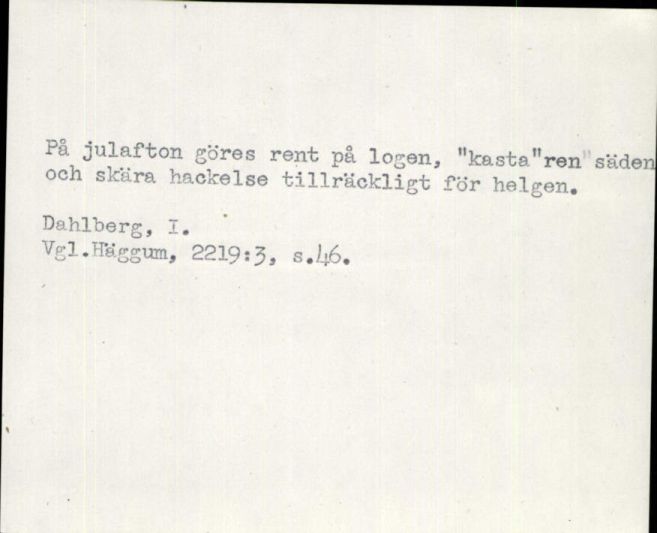 På julafton göres rent på logen, "kasta"ren säden
och skära hackelse tillräckligt för helgen.
Dahlberg, I.
Vgl.Häggum, 2219:3, s.46.